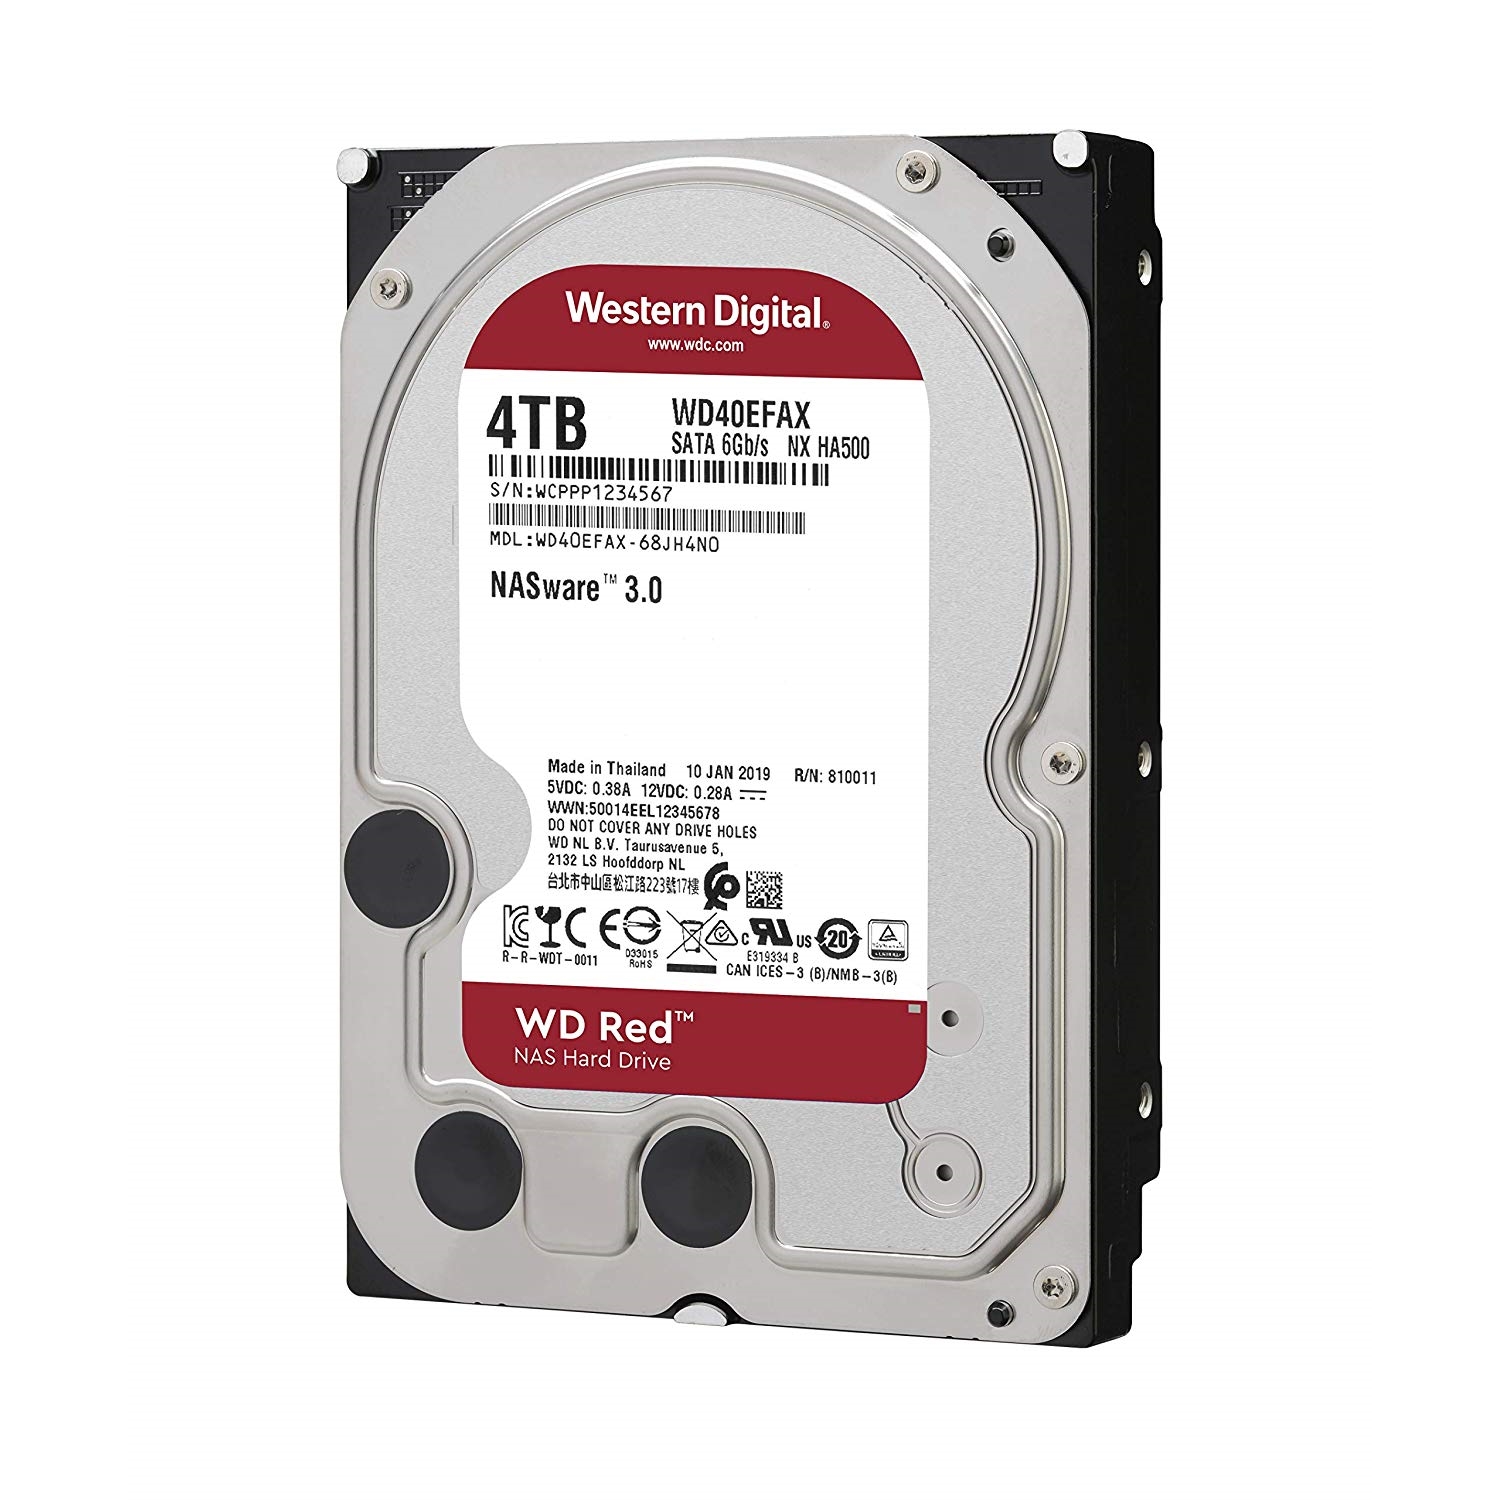 Western Digital®
www.wdc.com
4TB
WD40EFAX
SATA 6Gb/s NX HA500
S/N:WCPPP1234567
MDL:WD40EFAX-68JH4N0
NASware™ 3.0
Made in Thailand 10 JAN 2019 R/N: 810011
5VDC: 0.38A 12VDC: 0.28A
WWN:50014EEL12345678
DO NOT COVER ANY DRIVE HOLES
WD NL B.V. Taurusavenue 5,
2132 LS Hoofddorp NL
台北市中山區松江路223號17樓
CE
c US 20
R-R-WDT-0011
D33015
RoHS
E319334 B
CAN ICES-3 (B)/NMB-3(B)
WD Red™
NAS Hard Drive